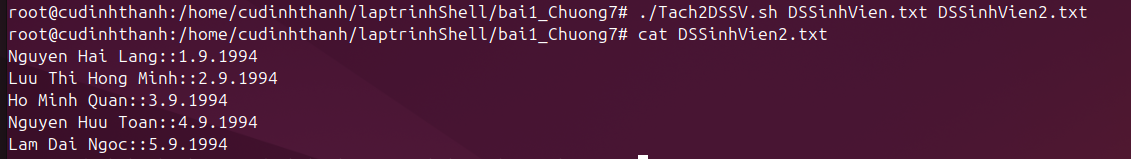 root@cudinhthanh:/home/cudinhthanh/laptrinhShell/bai1_Chuong7# ./Tach2DSSV.sh DSSinhVien.txt DSSinhVien2.txt
root@cudinhthanh:/home/cudinhthanh/laptrinhShell/bai1_Chuong7# cat DSSinhVien2.txt
Nguyen Hai Lang::1.9.1994
Luu Thi Hong Minh::2.9.1994
Ho Minh Quan::3.9.1994
Nguyen Huu Toan::4.9.1994
Lam Dai Ngoc::5.9.1994